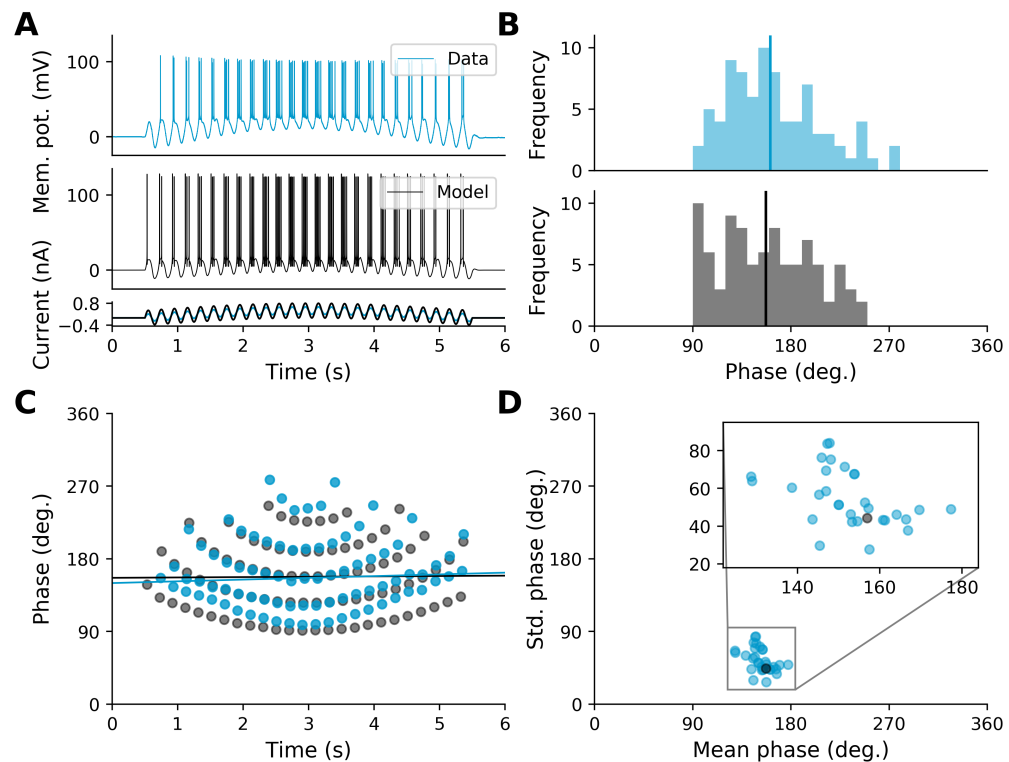 A
Mem. pot. (mV)
100
0
Data
100
0
Model
Current (nA)
0.8
−0.4
0 1 2 3 4 5 6
Time (s)
B
Frequency
10
5
0
Frequency
10
5
0
0 90 180 270 360
Phase (deg.)
C
Phase (deg.)
360
270
180
90
0
0 1 2 3 4 5 6
Time (s)
D
Std. phase (deg.)
360
270
180
90
0
80
60
40
20
140 160 180
0 90 180 270 360
Mean phase (deg.)